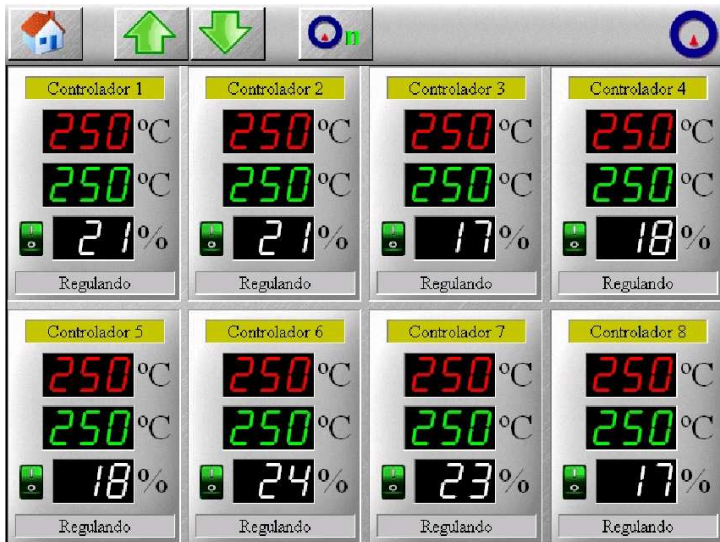 n
Controlador 1 Controlador 2 Controlador 3 Controlador 4
250 ºC 250 ºC 250 ºC 250 ºC
250 ºC 250 ºC 250 ºC 250 ºC
21 % 21 % 17 % 18 %
Regulando Regulando Regulando Regulando
Controlador 5 Controlador 6 Controlador 7 Controlador 8
250 ºC 250 ºC 250 ºC 250 ºC
250 ºC 250 ºC 250 ºC 250 ºC
18 % 24 % 23 % 17 %
Regulando Regulando Regulando Regulando